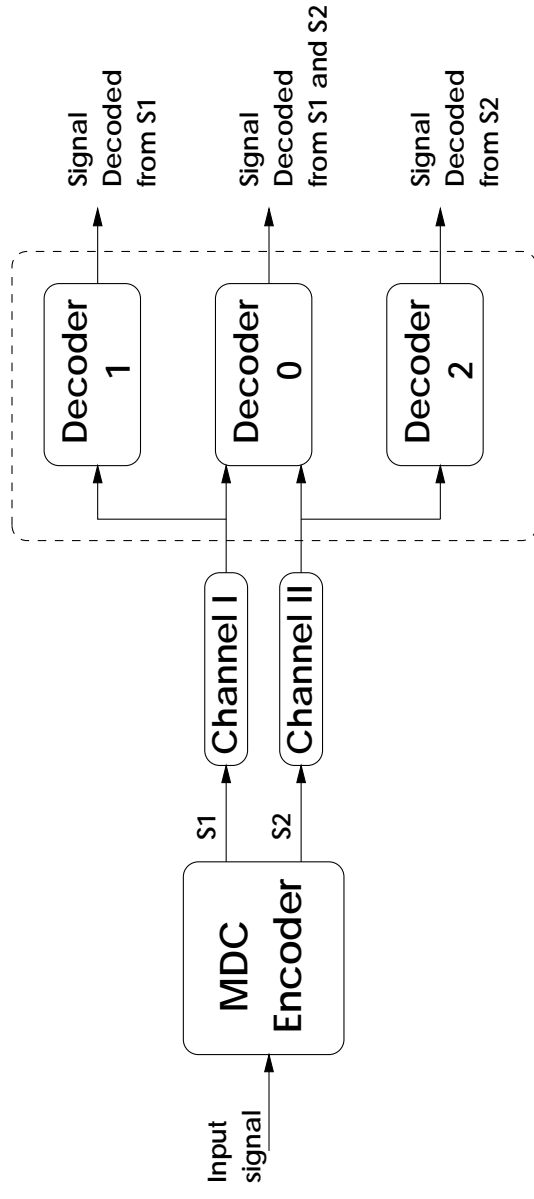 Input
signal
MDC
Encoder
S1
S2
Channel I
Channel II
Decoder
1
Decoder
0
Decoder
2
Signal
Decoded
from S1
Signal
Decoded
from S1 and S2
Signal
Decoded
from S2